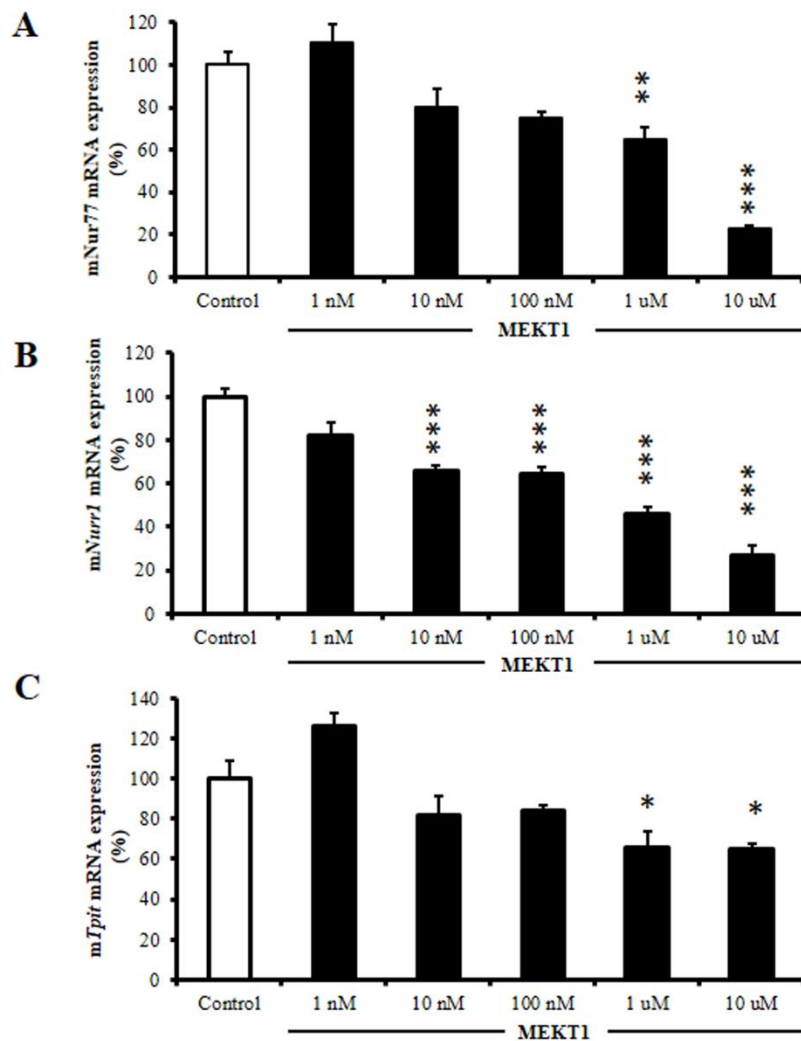 A
mNur77 mRNA expression
(%)
120
100
80
60
40
20
0
**
***
Control 1 nM 10 nM 100 nM 1 uM 10 uM
MEKT1
B
mNurr1 mRNA expression
(%)
120
100
80
60
40
20
0
*** *** *** ***
Control 1 nM 10 nM 100 nM 1 uM 10 uM
MEKT1
C
mTpit mRNA expression
(%)
140
120
100
80
60
40
20
0
* *
Control 1 nM 10 nM 100 nM 1 uM 10 uM
MEKT1